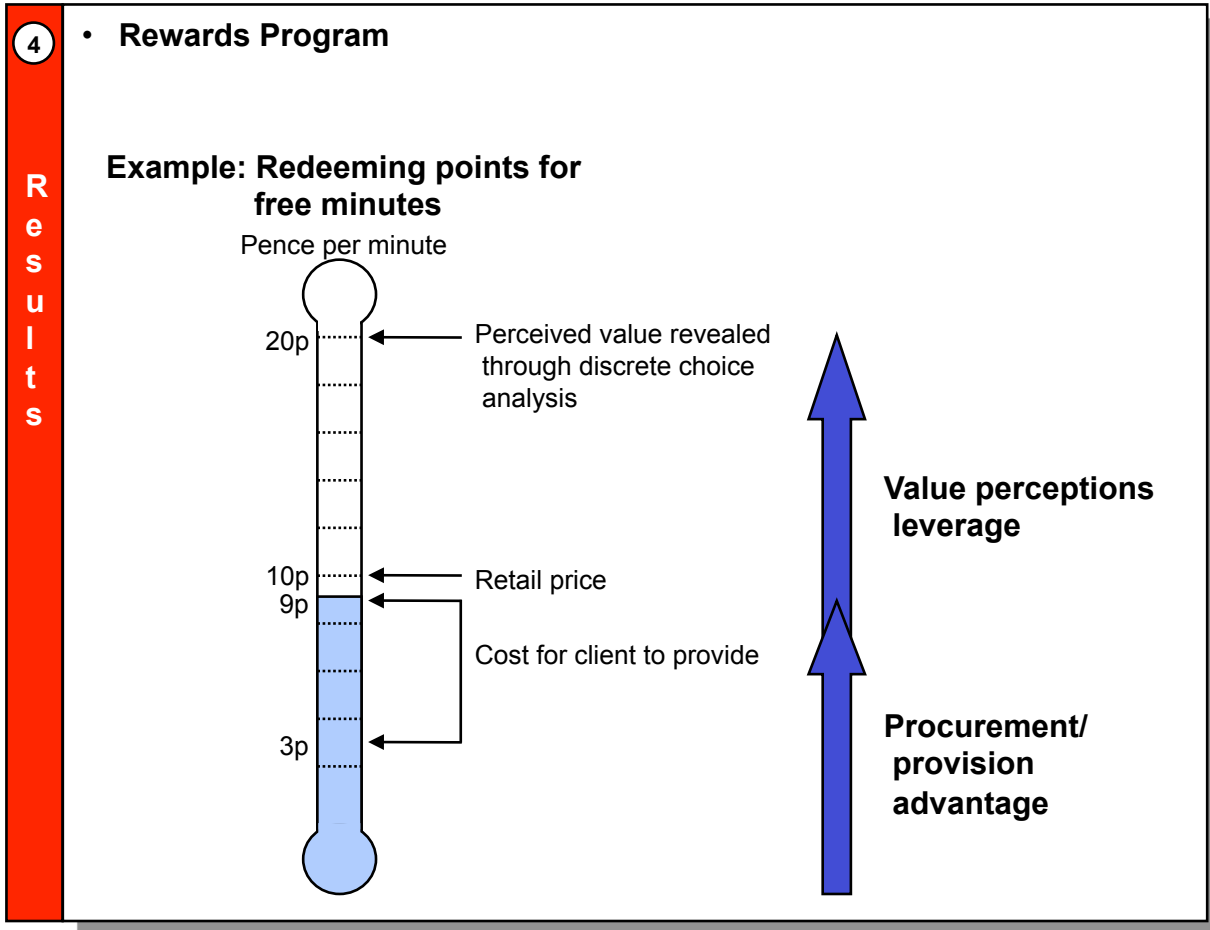 4
Results
• Rewards Program
Example: Redeeming points for
free minutes
Pence per minute
20p
Perceived value revealed
through discrete choice
analysis
Value perceptions
leverage
10p
Retail price
9p
Cost for client to provide
3p
Procurement/
provision
advantage